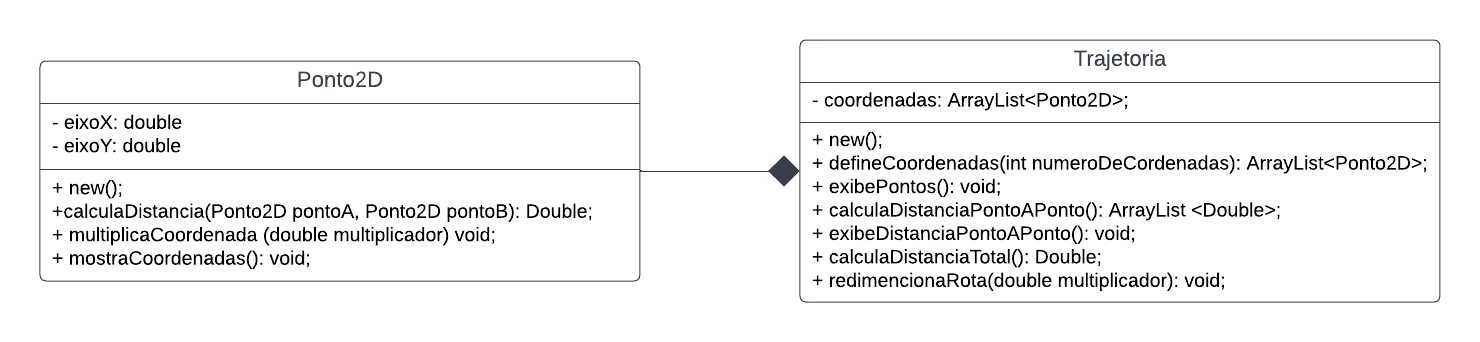 Ponto2D
- eixoX: double
- eixoY: double
+ new();
+calculaDistancia(Ponto2D pontoA, Ponto2D pontoB): Double;
+ multiplicaCoordenada (double multiplicador) void;
+ mostraCoordenadas(): void;
Trajetoria
- coordenadas: ArrayList<Ponto2D>;
+ new();
+ defineCoordenadas(int numeroDeCordenadas): ArrayList<Ponto2D>;
+ exibePontos(): void;
+ calculaDistanciaPontoAPonto(): ArrayList <Double>;
+ exibeDistanciaPontoAPonto(): void;
+ calculaDistanciaTotal(): Double;
+ redimencionaRota(double multiplicador): void;